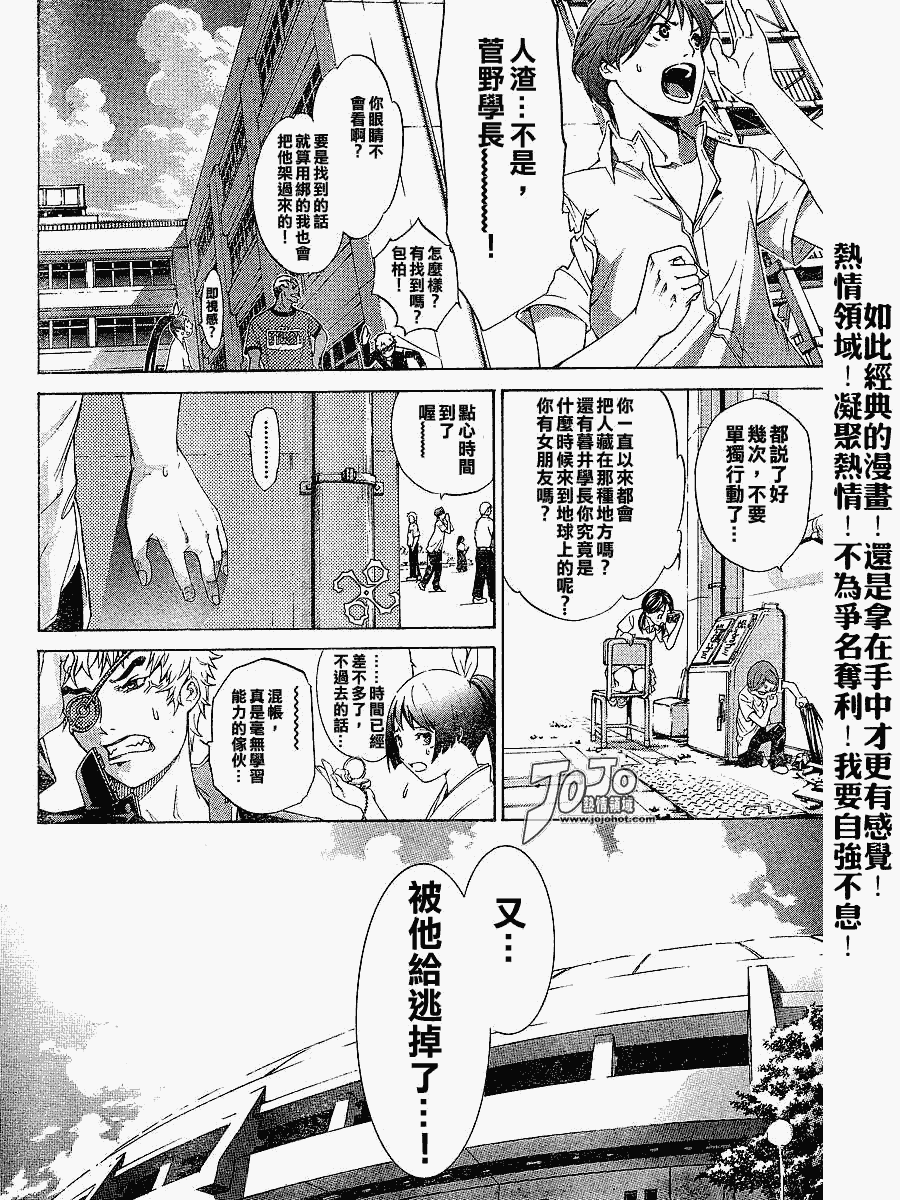 人渣…不是，
菅野學長～～～！
怎麼樣？
有找到嗎？
包柏！
你眼睛不
會看啊？
要是找到的話
就算用綁的我也會
把他架過來的！
即視感？
都說了好
幾次，不要
單獨行動了…
你一直以來都會
把人藏在那種地方嗎？
還有暮井學長你究竟是
什麼時候來到地球上的呢？
你有女朋友嗎？
點心時間
到了
喔～～～
………
……時間已經
差不多了，
不過去的話…
混帳，
真是毫無學習
能力的傢伙…
～～～
又…
被他給逃掉了…！
JOJO
熱情領域
www.jojohot.com
如此經典的漫畫！還是拿在手中才更有感覺！
熱情領域！凝聚熱情！不為爭名奪利！我要自強不息！